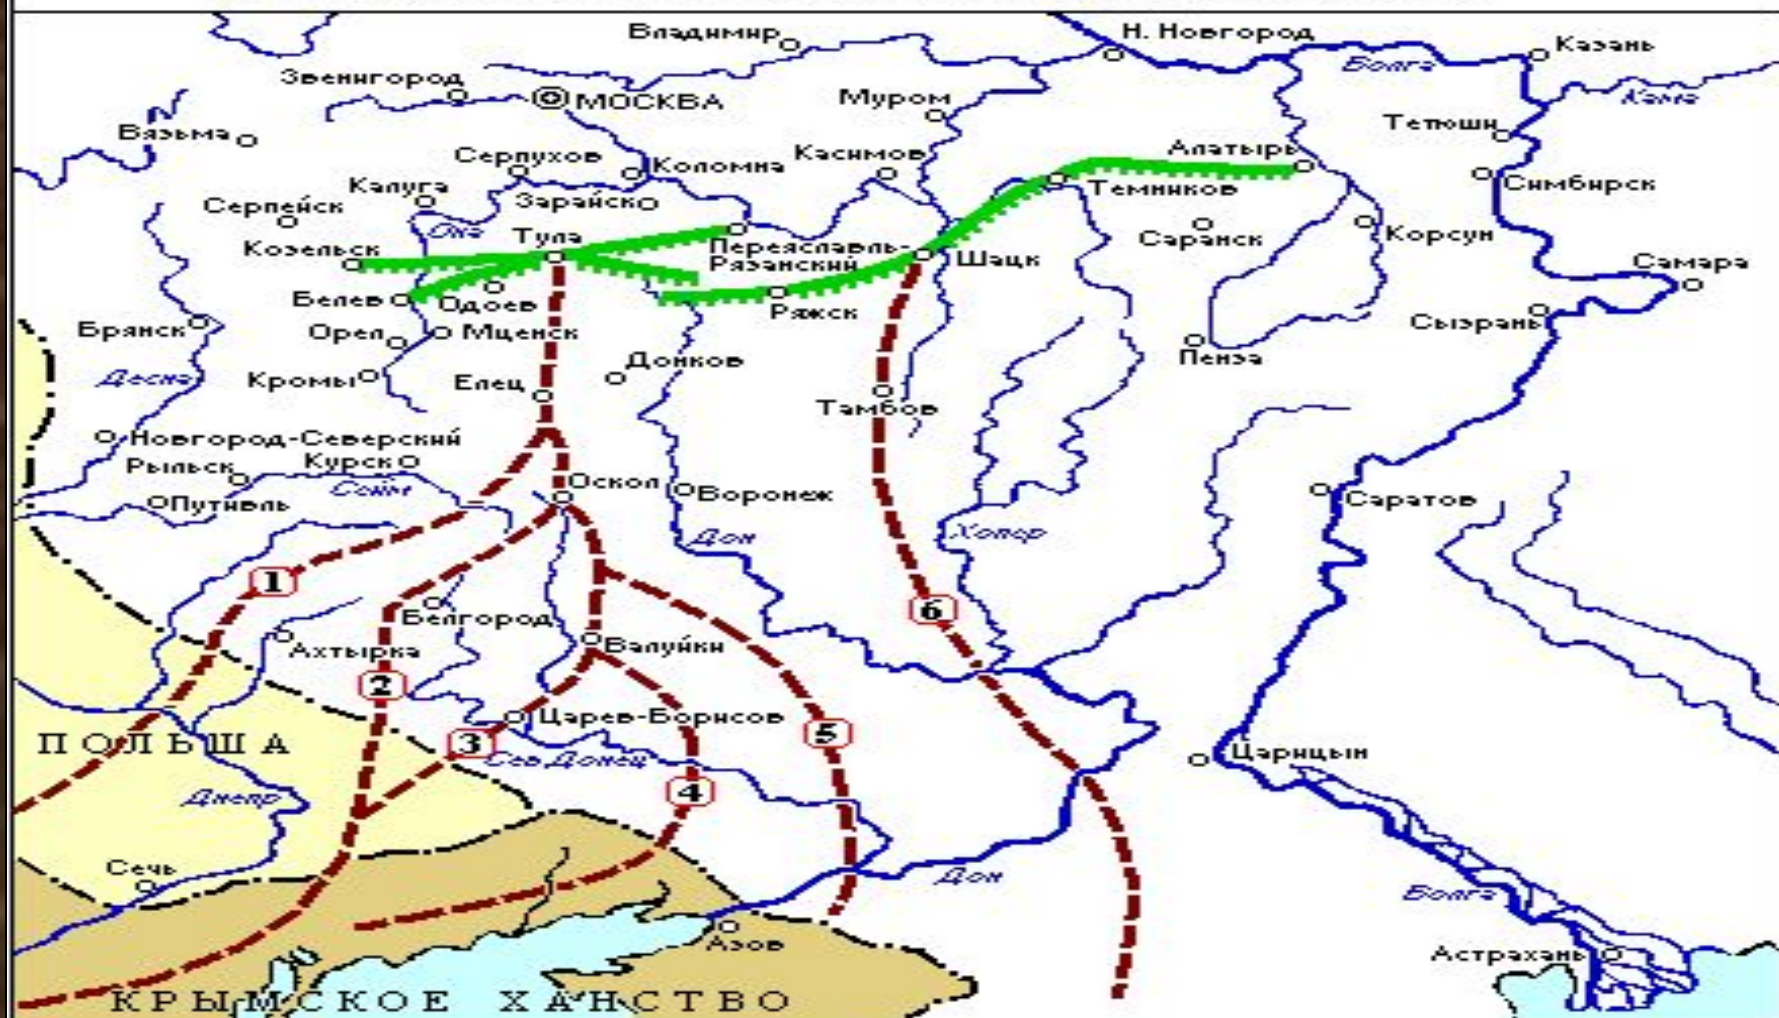 Владимир
Н. Новгород
Казань
Волга
Звенигород
МОСКВА
Муром
Кама
Тетюши
Вязьма
Серпухов
Коломна
Касимов
Алатырь
Калуга
Зарайск
Темников
Симбирск
Серпейск
Ока
Козельск
Тула
Переяславль-
Рязанский
Шацк
Саранск
Корсун
Самара
Белев
Одоев
Ряжск
Сызрань
Брянск
Орел
Мценск
Донков
Пенза
Десна
Кромы
Елец
Тамбов
Новгород-Северский
Рыльск
Курск
Сейм
Оскол
Воронеж
Саратов
Путивль
Дон
Хопер
1
6
Белгород
Ахтырка
Валуйки
2
Царев-Борисов
3
5
ПОЛЬША
Сев Донец
Царицын
Днепр
4
Сечь
Дон
Волга
Азов
Астрахань
КРЫМСКОЕ ХАНСТВО